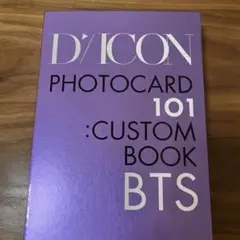 D'/ICON
PHOTOCARD
101
:CUSTOM
BOOK
BTS